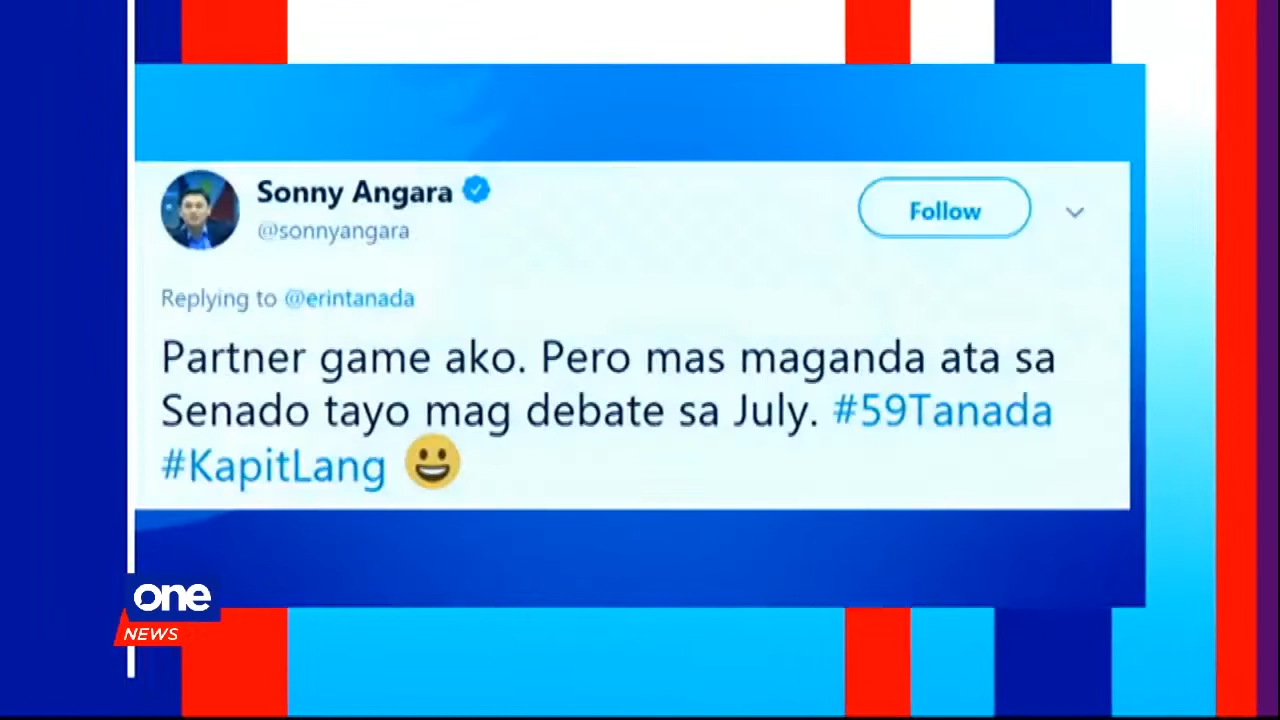 Sonny Angara
Follow
@sonnyangara
Replying to @erintanada
Partner game ako. Pero mas maganda ata sa
Senado tayo mag debate sa July. #59Tanada
#KapitLang 😀
one
NEWS